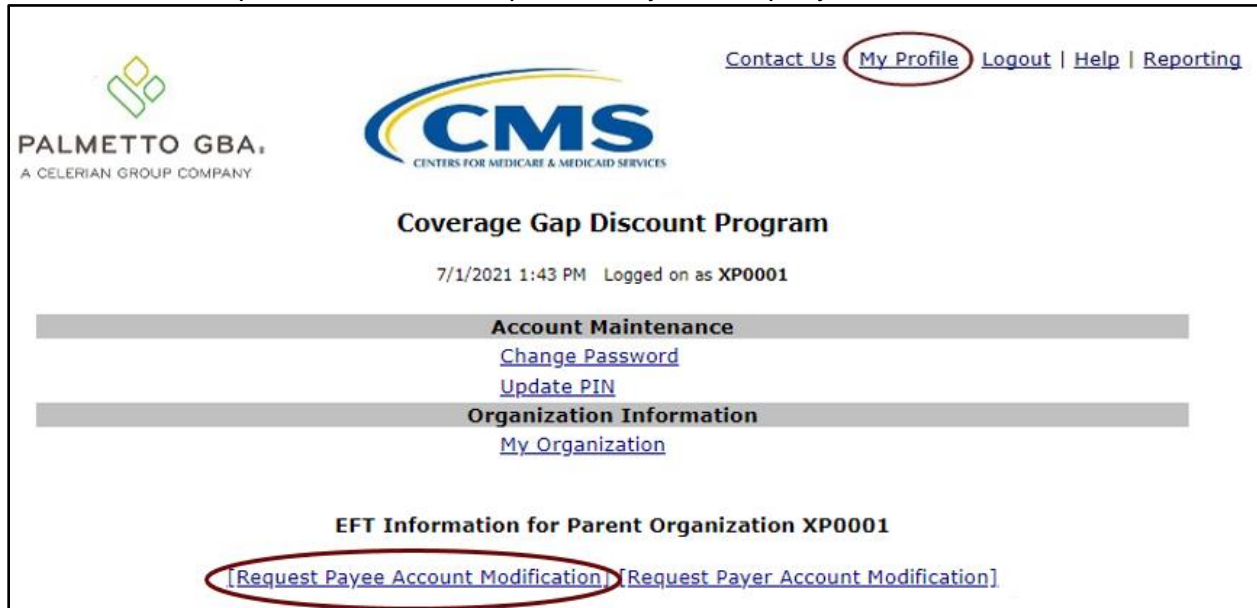 Contact Us My Profile Logout | Help | Reporting
PALMETTO GBA.
A CELERIAN GROUP COMPANY
CMS
CENTERS FOR MEDICARE & MEDICAID SERVICES
Coverage Gap Discount Program
7/1/2021 1:43 PM Logged on as XP0001
Account Maintenance
Change Password
Update PIN
Organization Information
My Organization
EFT Information for Parent Organization XP0001
[Request Payee Account Modification] [Request Payer Account Modification]